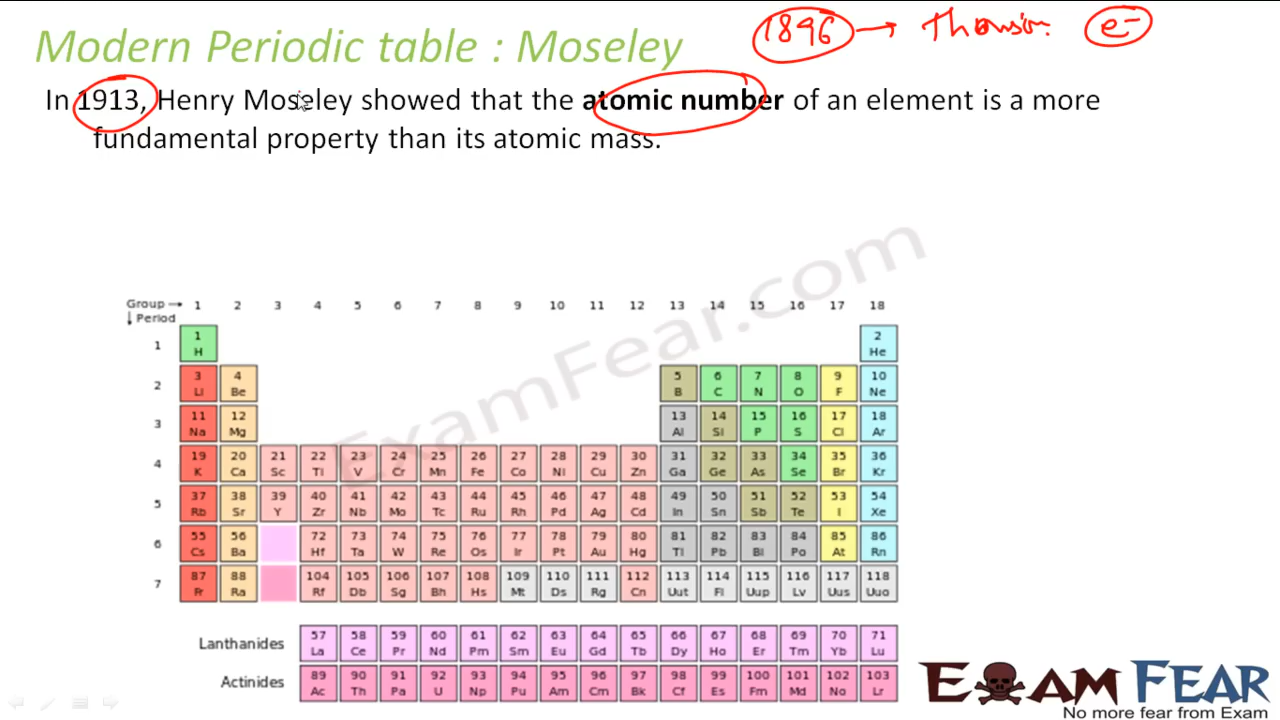 Modern Periodic table : Moseley
1896 → Thomson e-
In 1913, Henry Moseley showed that the atomic number of an element is a more
fundamental property than its atomic mass.
ExamFear.com
Group → 1 2 3 4 5 6 7 8 9 10 11 12 13 14 15 16 17 18
↓ Period
1 1 2
H He
2 3 4 5 6 7 8 9 10
Li Be B C N O F Ne
3 11 12 13 14 15 16 17 18
Na Mg Al Si P S Cl Ar
4 19 20 21 22 23 24 25 26 27 28 29 30 31 32 33 34 35 36
K Ca Sc Ti V Cr Mn Fe Co Ni Cu Zn Ga Ge As Se Br Kr
5 37 38 39 40 41 42 43 44 45 46 47 48 49 50 51 52 53 54
Rb Sr Y Zr Nb Mo Tc Ru Rh Pd Ag Cd In Sn Sb Te I Xe
6 55 56 72 73 74 75 76 77 78 79 80 81 82 83 84 85 86
Cs Ba Hf Ta W Re Os Ir Pt Au Hg Tl Pb Bi Po At Rn
7 87 88 104 105 106 107 108 109 110 111 112 113 114 115 116 117 118
Fr Ra Rf Db Sg Bh Hs Mt Ds Rg Cn Uut Fl Uup Lv Uus Uuo
Lanthanides 57 58 59 60 61 62 63 64 65 66 67 68 69 70 71
La Ce Pr Nd Pm Sm Eu Gd Tb Dy Ho Er Tm Yb Lu
Actinides 89 90 91 92 93 94 95 96 97 98 99 100 101 102 103
Ac Th Pa U Np Pu Am Cm Bk Cf Es Fm Md No Lr
EXAM FEAR
No more fear from Exam